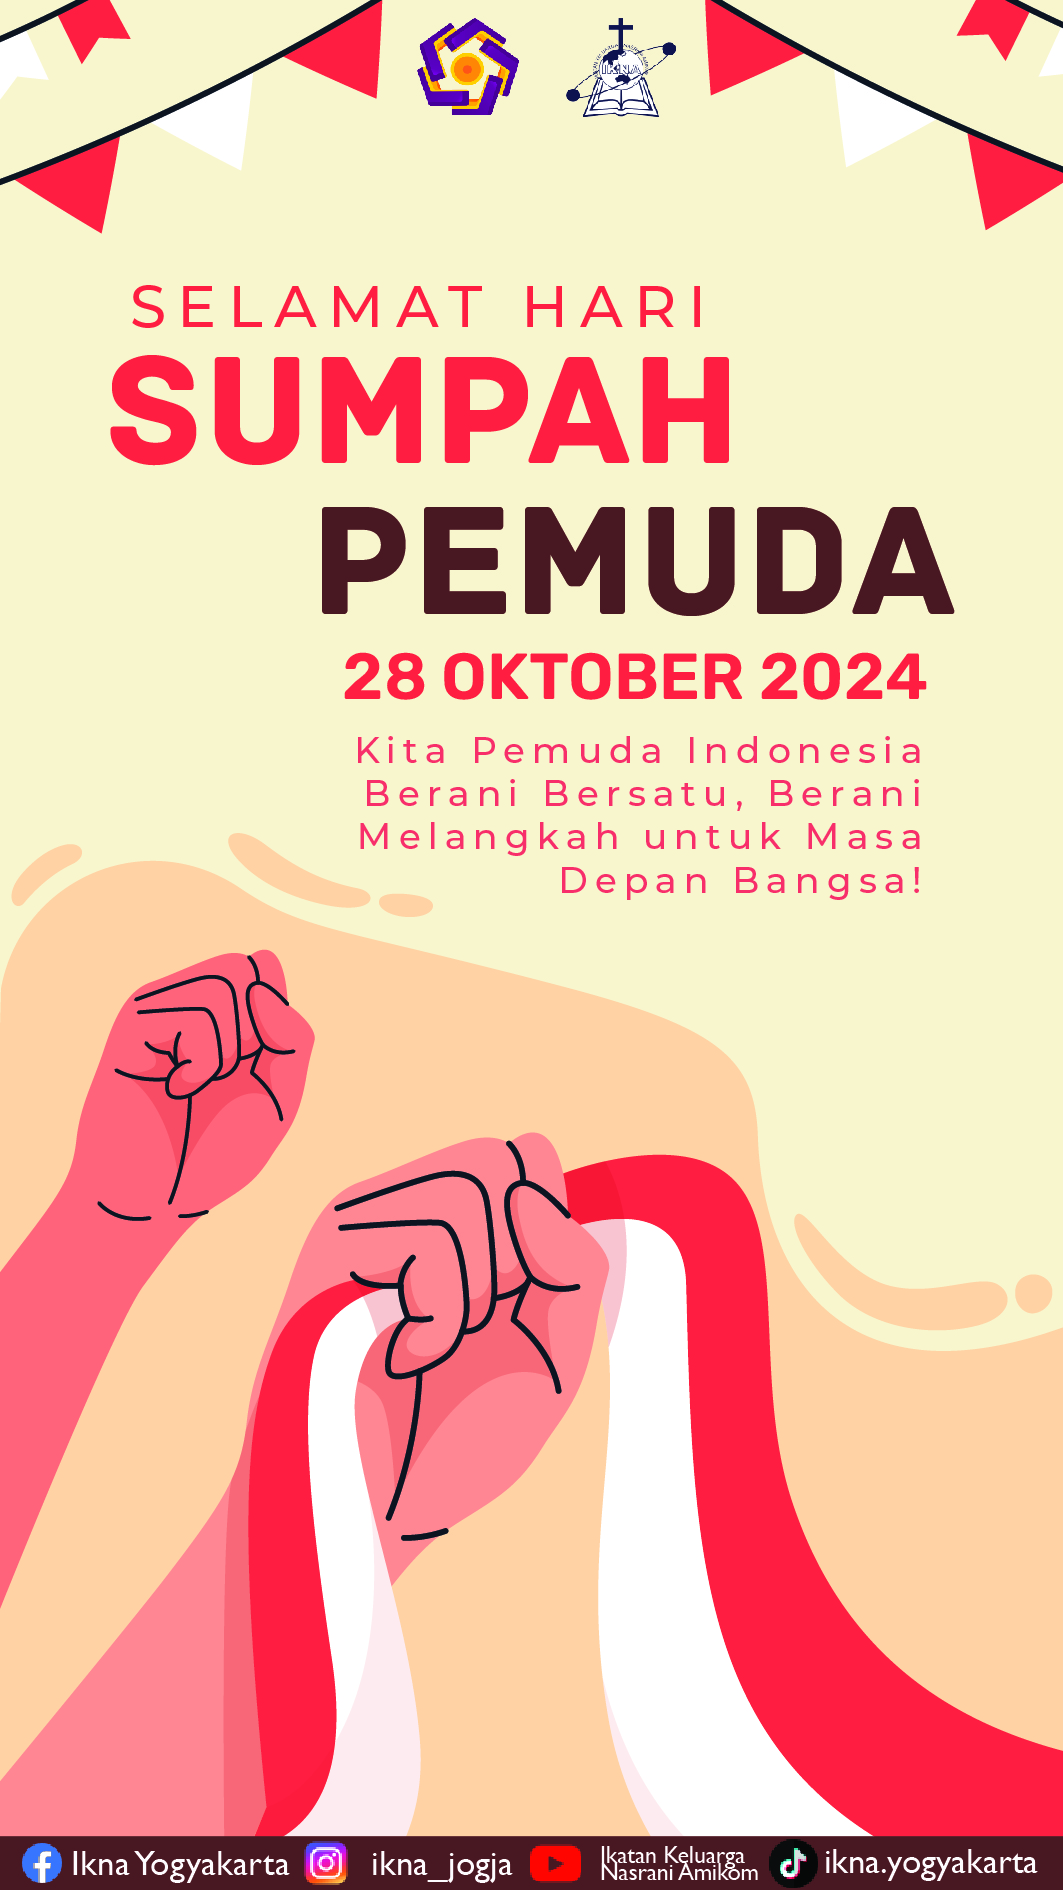 IKNA
SELAMAT HARI
SUMPAH
PEMUDA
28 OKTOBER 2024
Kita Pemuda Indonesia
Berani Bersatu, Berani
Melangkah untuk Masa
Depan Bangsa!
Ikna Yogyakarta
ikna_jogja
Ikatan Keluarga
Nasrani Amikom
ikna.yogyakarta